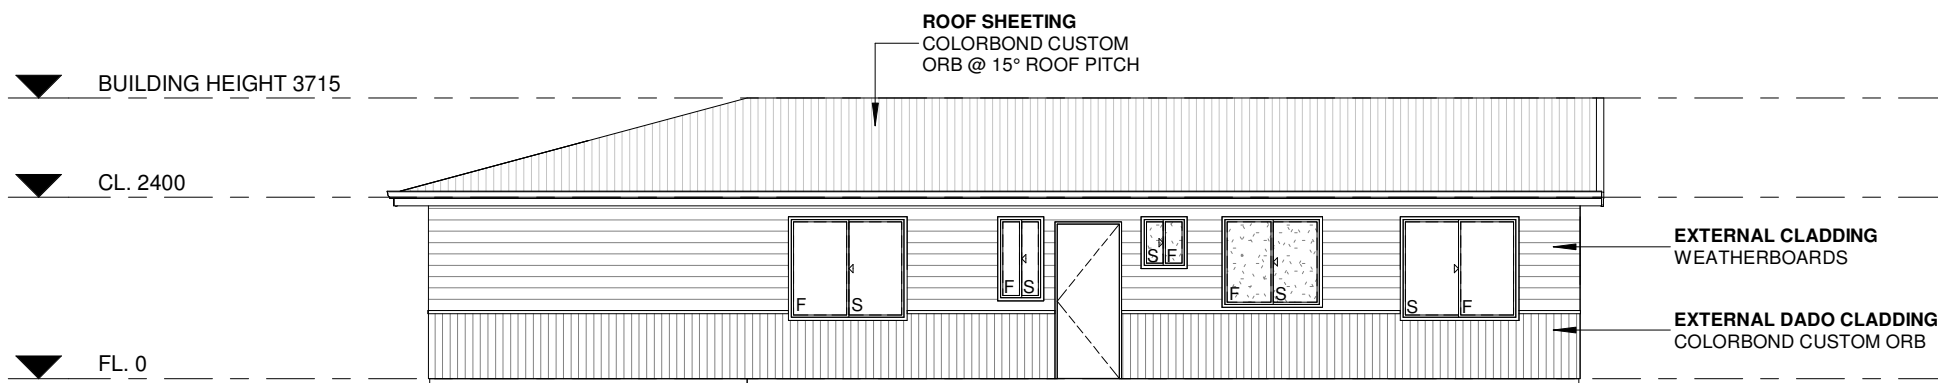 ROOF SHEETING
COLORBOND CUSTOM
ORB @ 15° ROOF PITCH
BUILDING HEIGHT 3715
CL. 2400
EXTERNAL CLADDING
WEATHERBOARDS
S F
F S
F S
F S
S F
EXTERNAL DADO CLADDING
COLORBOND CUSTOM ORB
FL. 0